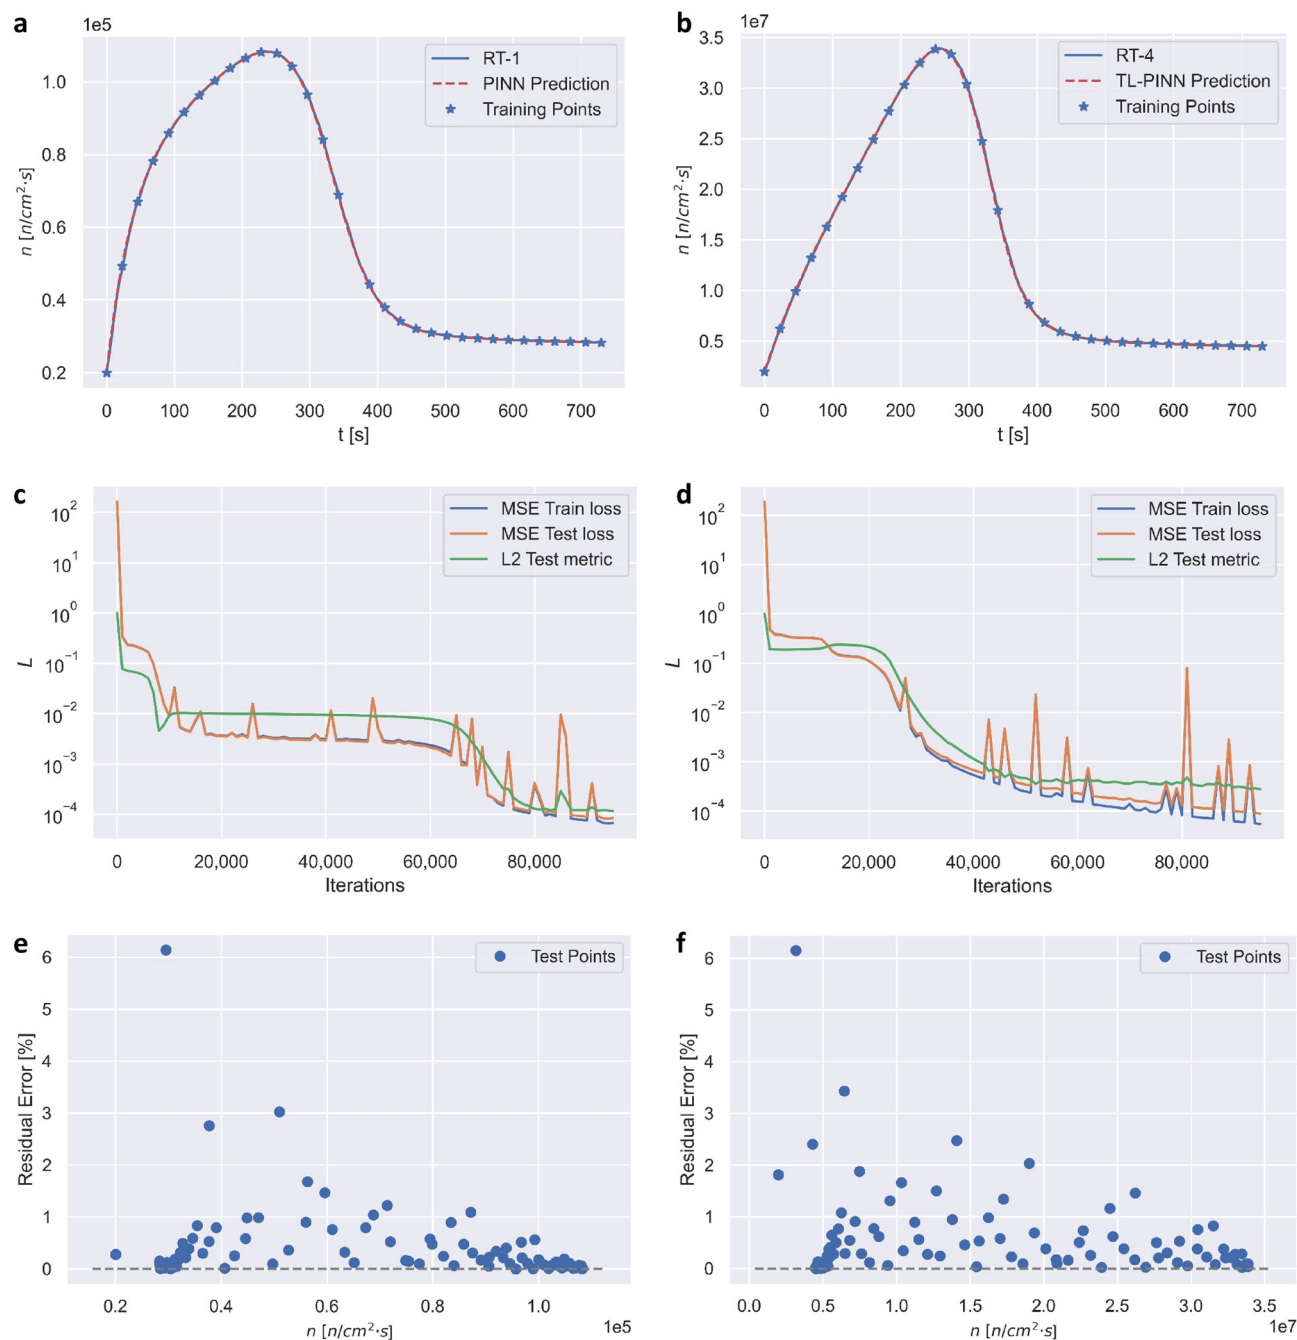 a
1e5
1.0
0.8
0.6
0.4
0.2
n [n/cm²·s]
RT-1
PINN Prediction
Training Points
0 100 200 300 400 500 600 700
t [s]
b
1e7
3.5
3.0
2.5
2.0
1.5
1.0
0.5
n [n/cm²·s]
RT-4
TL-PINN Prediction
Training Points
0 100 200 300 400 500 600 700
t [s]
c
10²
10¹
10⁰
10⁻¹
10⁻²
10⁻³
10⁻⁴
L
MSE Train loss
MSE Test loss
L2 Test metric
0 20,000 40,000 60,000 80,000
Iterations
d
10²
10¹
10⁰
10⁻¹
10⁻²
10⁻³
10⁻⁴
L
MSE Train loss
MSE Test loss
L2 Test metric
0 20,000 40,000 60,000 80,000
Iterations
e
6
5
4
3
2
1
0
Residual Error [%]
Test Points
0.2 0.4 0.6 0.8 1.0
1e5
n [n/cm²·s]
f
6
5
4
3
2
1
0
Residual Error [%]
Test Points
0.0 0.5 1.0 1.5 2.0 2.5 3.0 3.5
1e7
n [n/cm²·s]